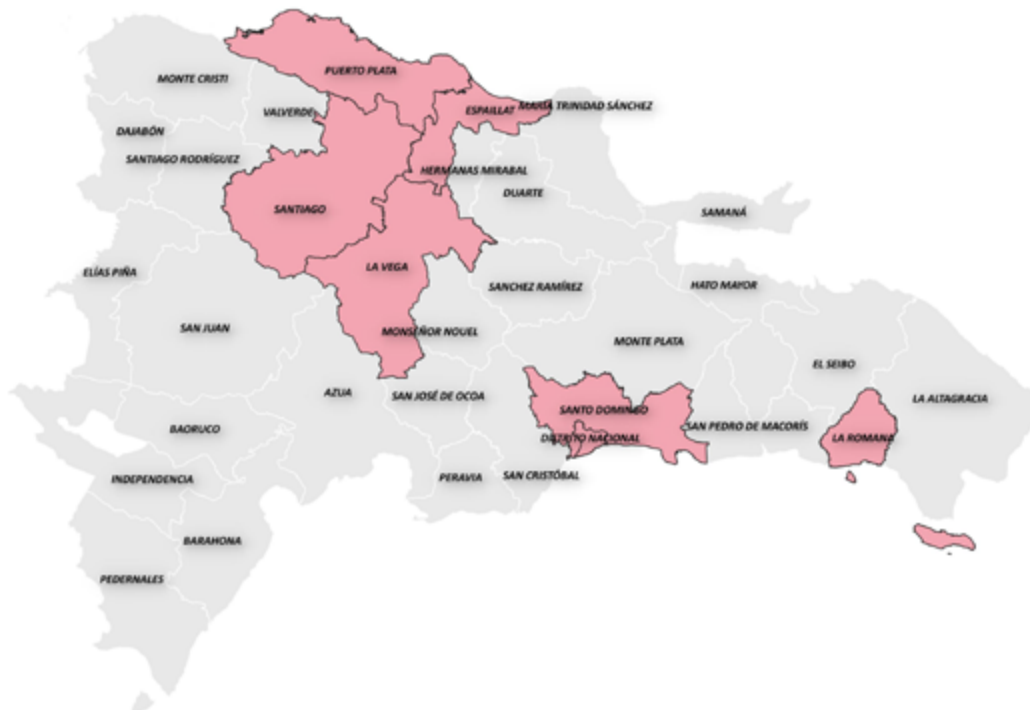 PUERTO PLATA
MONTE CRISTI
ESPAILLAT
MARÍA TRINIDAD SÁNCHEZ
VALVERDE
DAJABÓN
SANTIAGO RODRÍGUEZ
HERMANAS MIRABAL
DUARTE
SANTIAGO
SAMANÁ
LA VEGA
ELÍAS PIÑA
SANCHEZ RAMÍREZ
HATO MAYOR
SAN JUAN
MONSEÑOR NOUEL
MONTE PLATA
EL SEIBO
AZUA
SAN JOSÉ DE OCOA
LA ALTAGRACIA
SANTO DOMINGO
BAORUCO
SAN PEDRO DE MACORÍS
DISTRITO NACIONAL
LA ROMANA
INDEPENDENCIA
PERAVIA
SAN CRISTÓBAL
BARAHONA
PEDERNALES